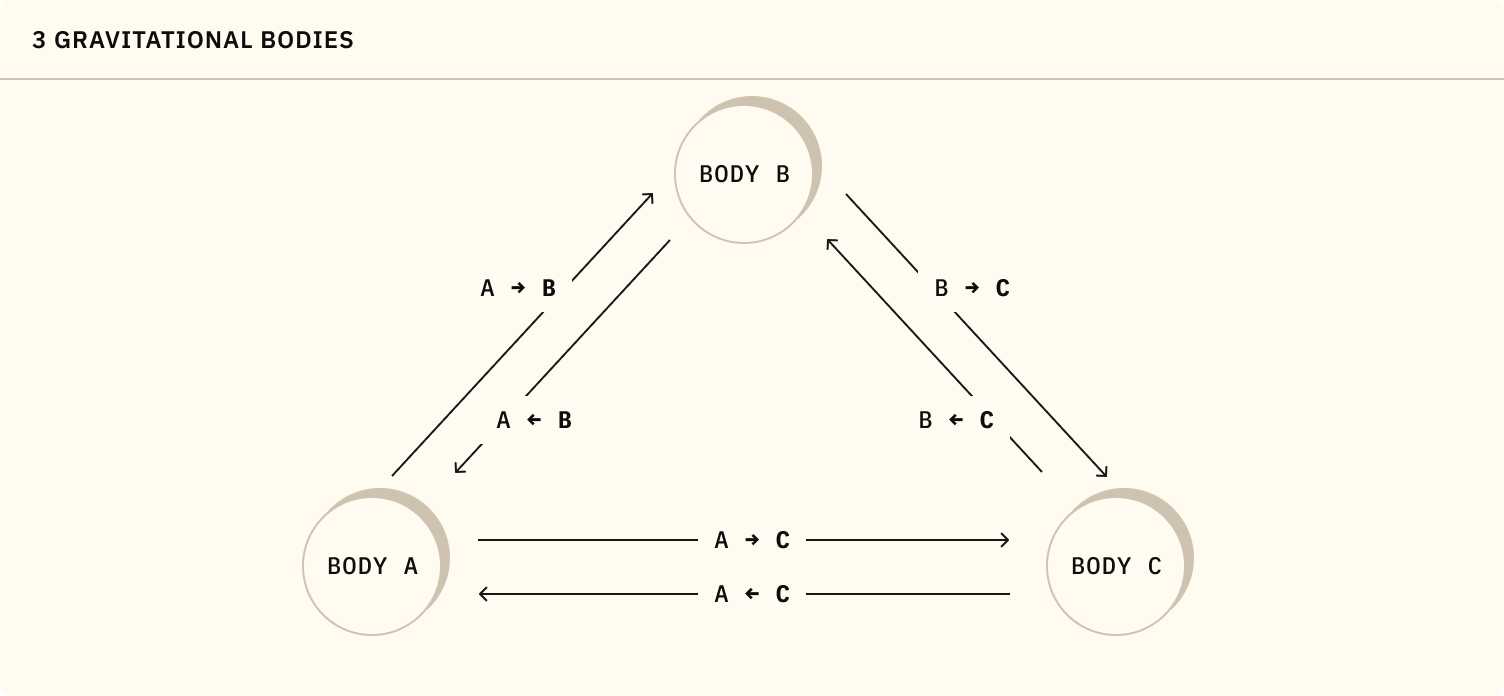 3 GRAVITATIONAL BODIES
BODY B
A → B
B → C
A ← B
B ← C
A → C
BODY A
BODY C
A ← C